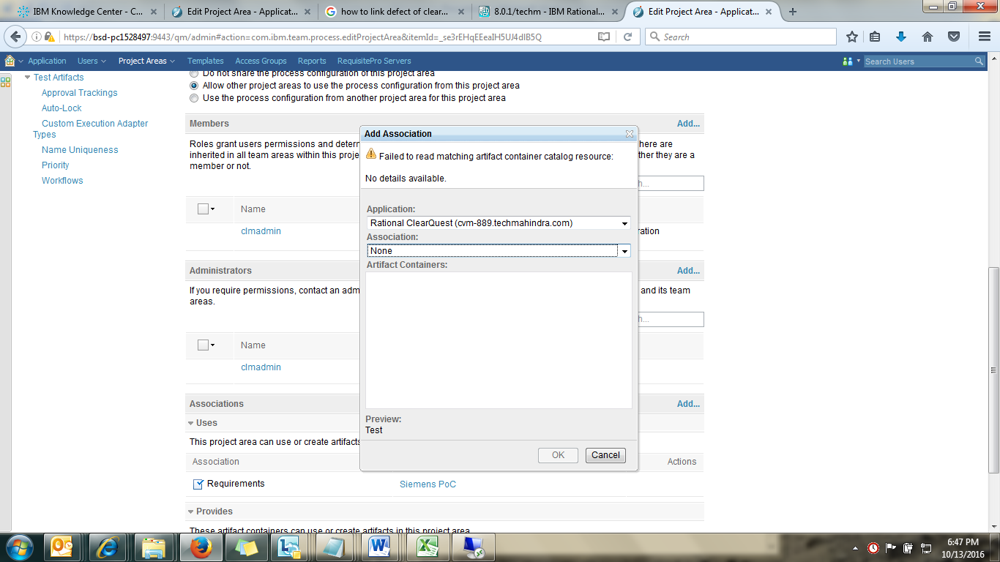 IBM Knowledge Center - C...
Edit Project Area - Applicat...
how to link defect of clear...
8.0.1/techm - IBM Rational...
Edit Project Area - Applicat...
https://bsd-pc1528497:9443/qm/admin#action=com.ibm.team.process.editProjectArea&itemId=_se3rEHqEEeaIH5UJ4dlB5Q
Search
Application
Users
Project Areas
Templates
Access Groups
Reports
RequisitePro Servers
Search Users
Test Artifacts
Approval Trackings
Auto-Lock
Custom Execution Adapter
Types
Name Uniqueness
Priority
Workflows
Do not share the process configuration of this project area
Allow other project areas to use the process configuration from this project area
Use the process configuration from another project area for this project area
Members
Add...
Roles grant users permissions and deter
here are
inherited in all team areas within this proje
ther they are a
member or not.
h...
Name
clmadmin
ration
Administrators
Add...
If you require permissions, contact an adm
and its team
areas.
h...
Name
clmadmin
Associations
Add...
Uses
This project area can use or create artifacts
Association
Actions
Requirements
Siemens PoC
Provides
These artifact containers can use or create artifacts in this project area
Add Association
Failed to read matching artifact container catalog resource:
No details available.
Application:
Rational ClearQuest (cvm-889.techmahindra.com)
Association:
None
Artifact Containers:
Preview:
Test
OK
Cancel
6:47 PM
10/13/2016